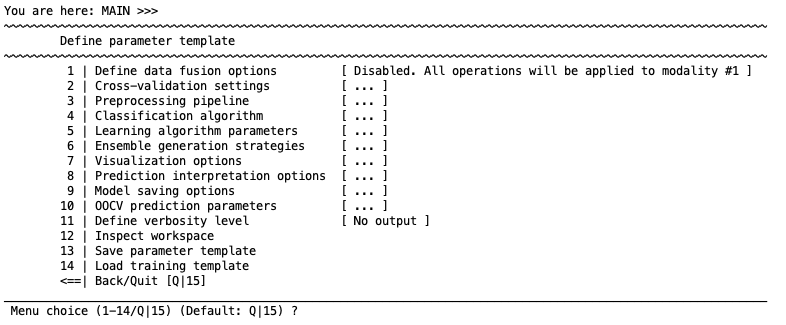 You are here: MAIN >>>
Define parameter template
1 | Define data fusion options [ Disabled. All operations will be applied to modality #1 ]
2 | Cross-validation settings [ ... ]
3 | Preprocessing pipeline [ ... ]
4 | Classification algorithm [ ... ]
5 | Learning algorithm parameters [ ... ]
6 | Ensemble generation strategies [ ... ]
7 | Visualization options [ ... ]
8 | Prediction interpretation options [ ... ]
9 | Model saving options [ ... ]
10 | OOCV prediction parameters [ ... ]
11 | Define verbosity level [ No output ]
12 | Inspect workspace
13 | Save parameter template
14 | Load training template
<==| Back/Quit [Q|15]
Menu choice (1-14/Q|15) (Default: Q|15) ?